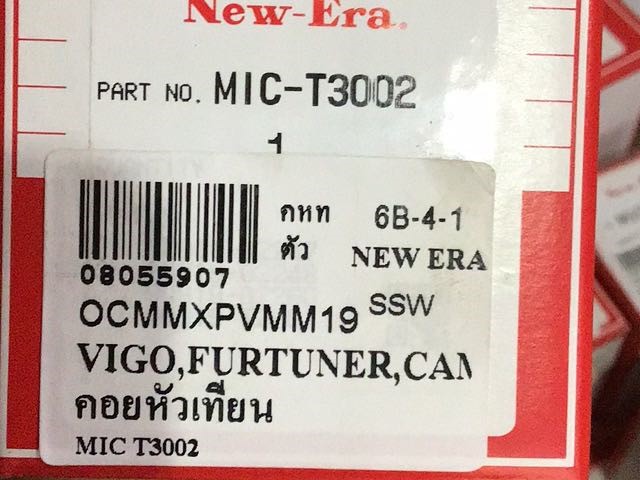 New-Era.
PART NO. MIC-T3002
1
คหท 6B-4-1
ตัว NEW ERA
08055907
OCMMXPVMM19 SSW
VIGO,FURTUNER,CAM
คอยหัวเทียน
MIC T3002